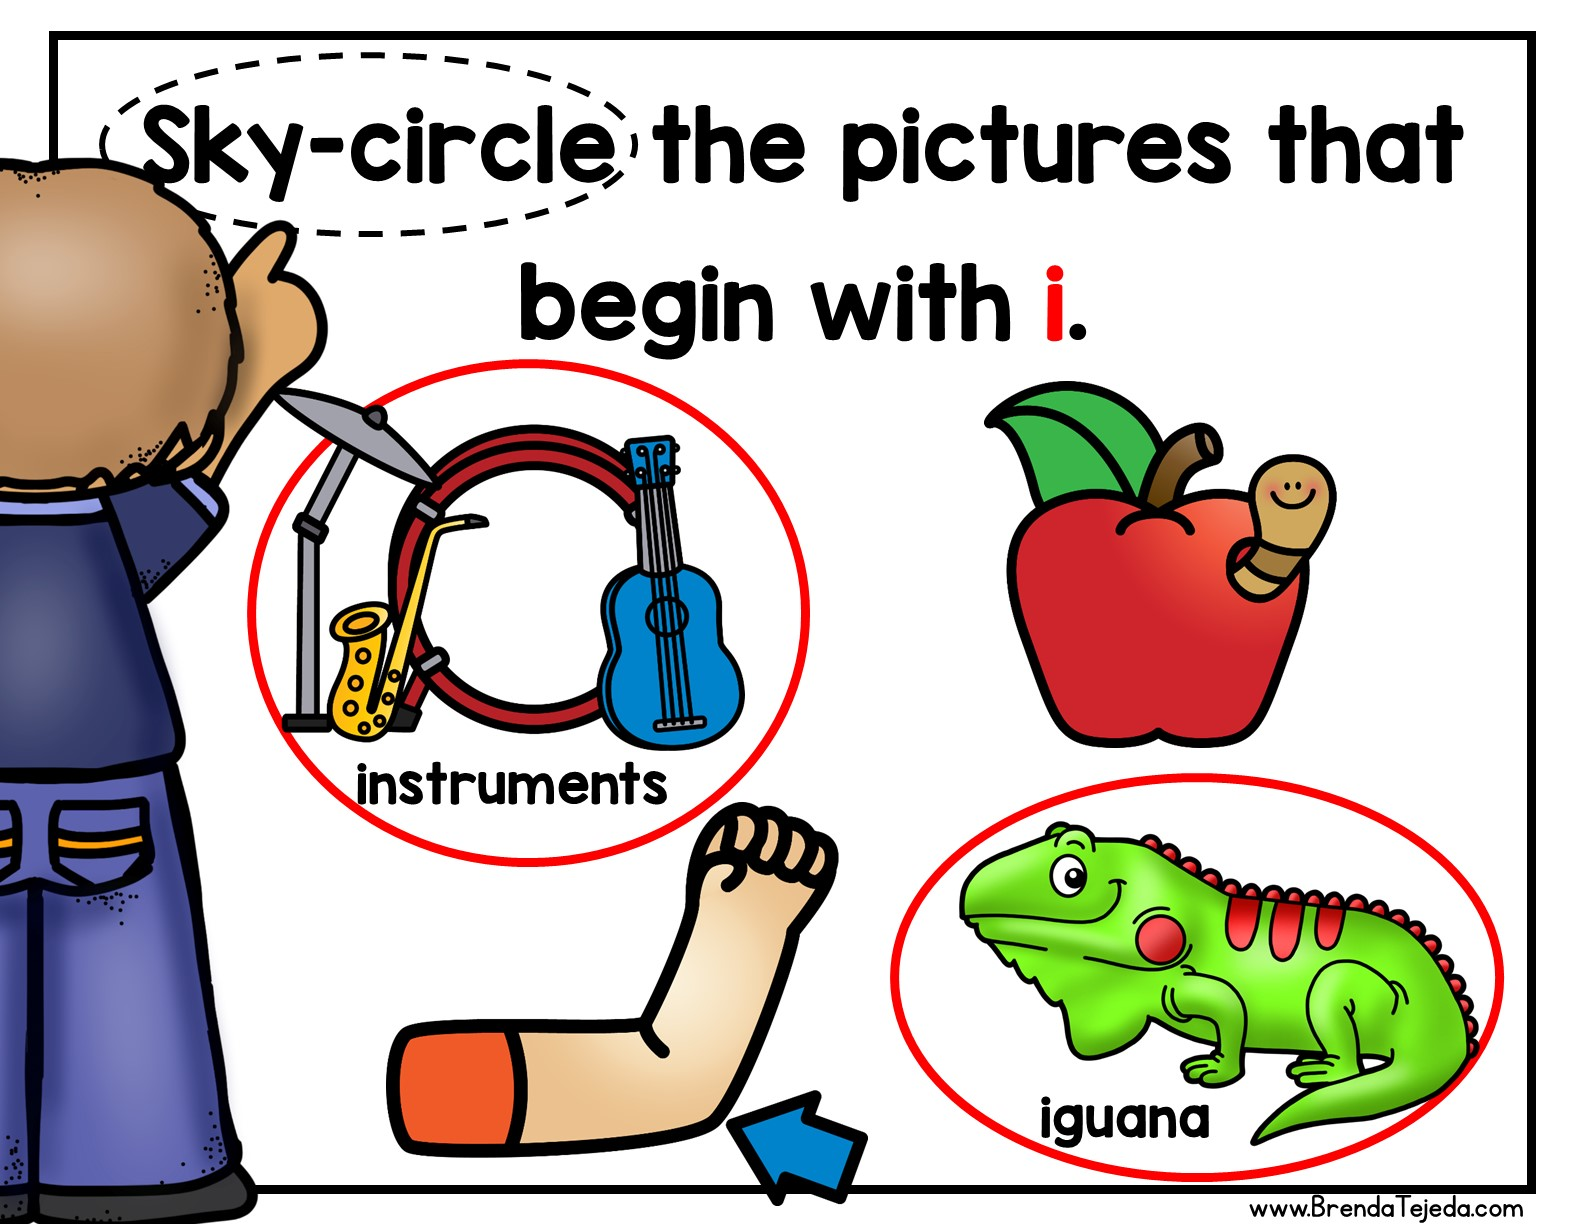 Sky-circle the pictures that
begin with i.
instruments
iguana
www.BrendaTejeda.com